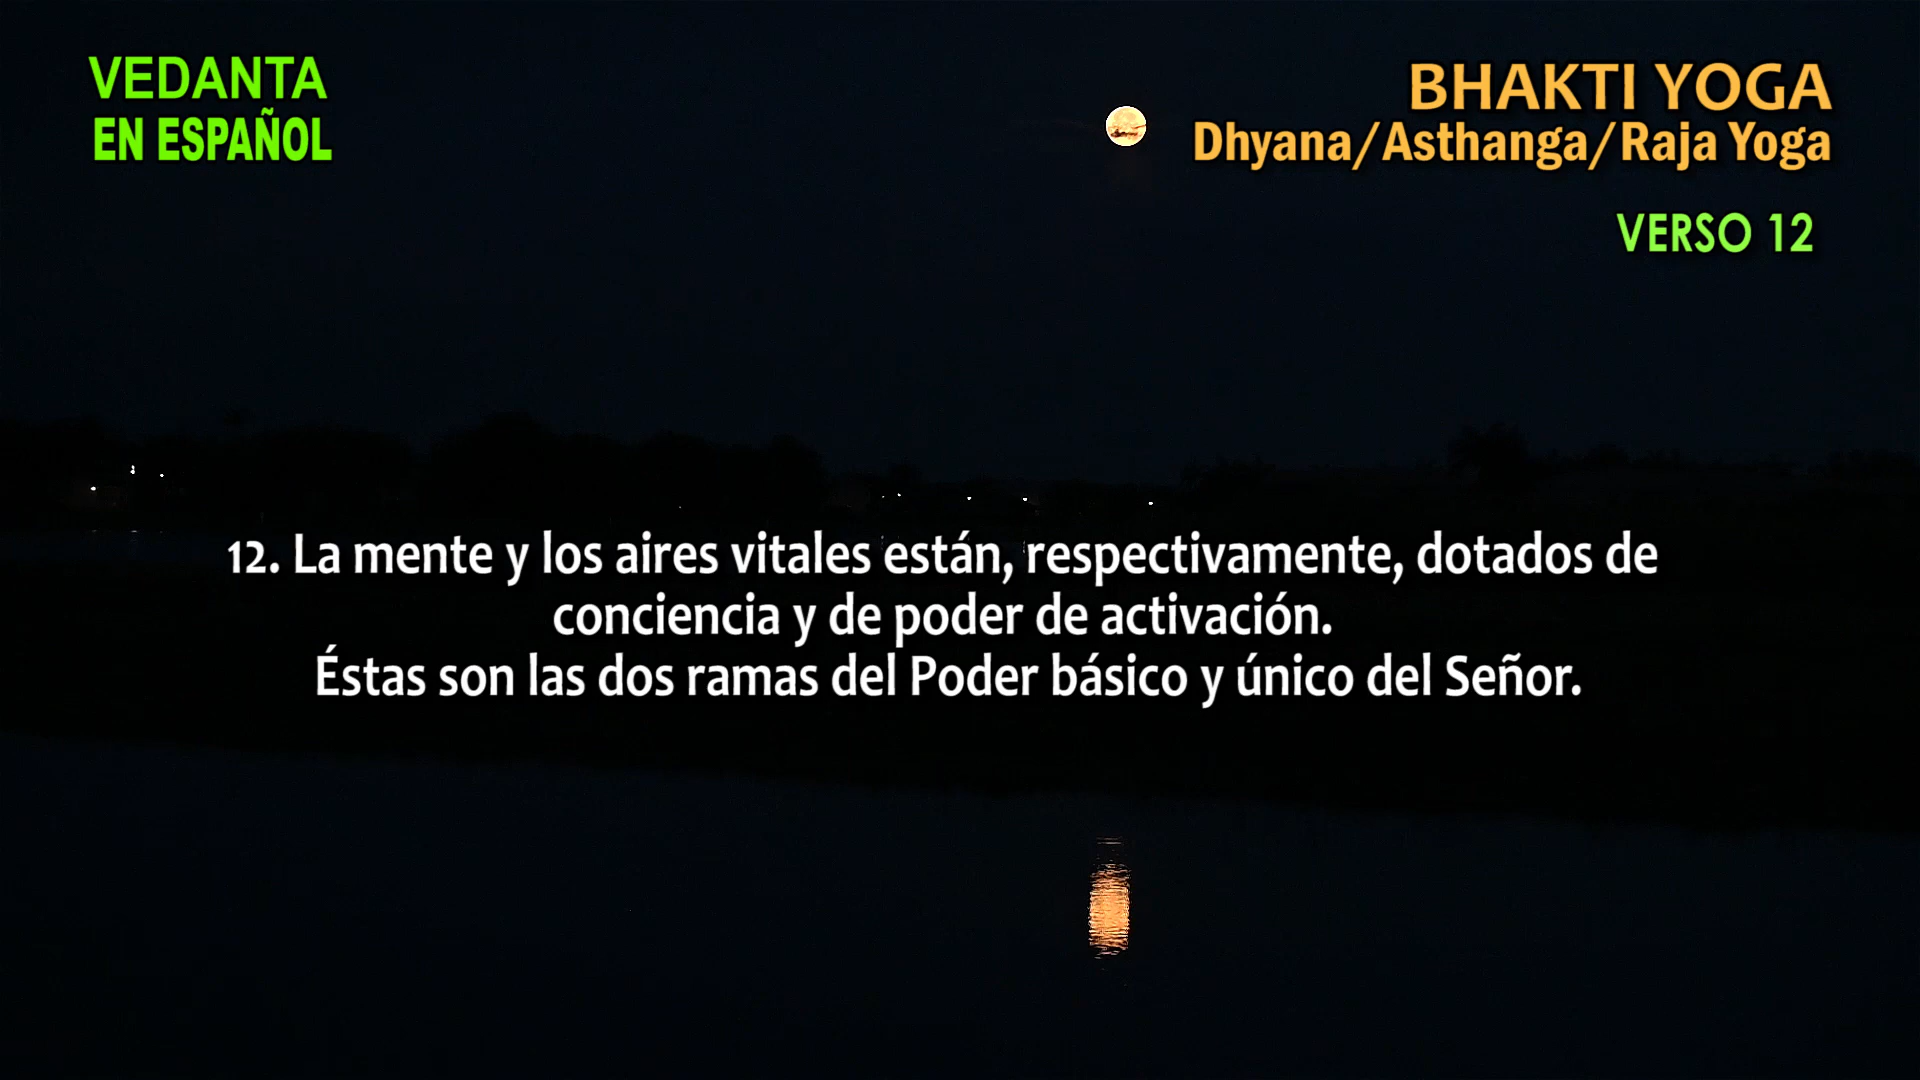 VEDANTA
EN ESPAÑOL
BHAKTI YOGA
Dhyana/Asthanga/Raja Yoga
VERSO 12
12. La mente y los aires vitales están, respectivamente, dotados de
conciencia y de poder de activación.
Éstas son las dos ramas del Poder básico y único del Señor.